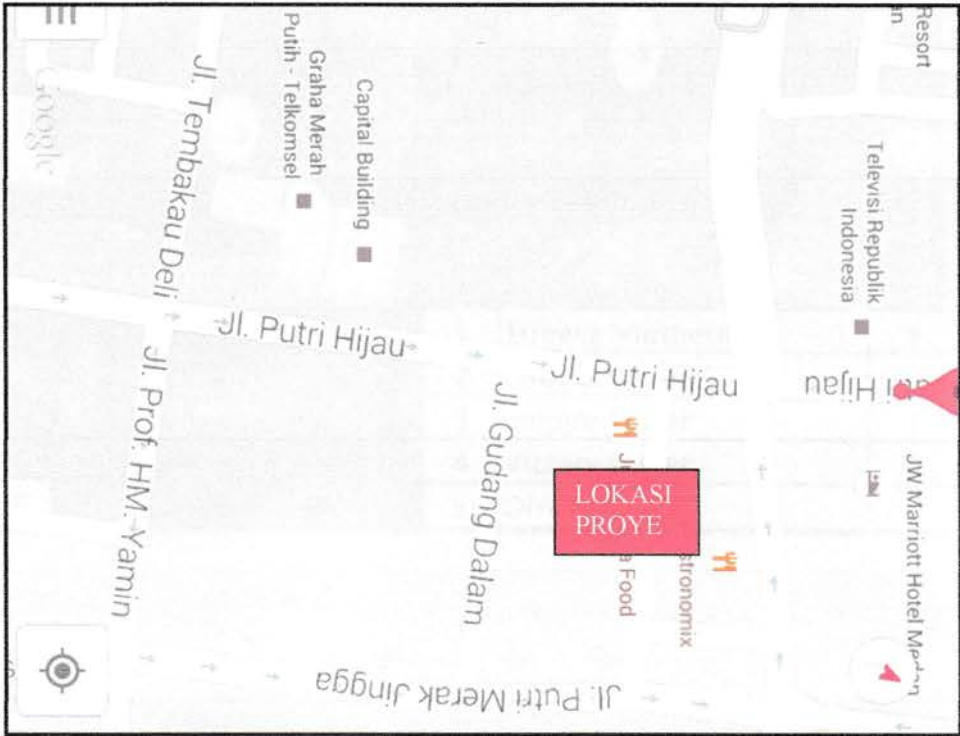 Resort
Televisi Republik
Indonesia
JW Marriott Hotel Medan
Capital Building
Graha Merah
Putih - Telkomsel
Jl. Tembakau Deli
Jl. Putri Hijau
Jl. Putri Hijau
Hijau
Jl. Gudang Dalam
Jl. Prof. HM. Yamin
LOKASI
PROYE
stronomix
a Food
Jl. Putri Merak Jingga
Google